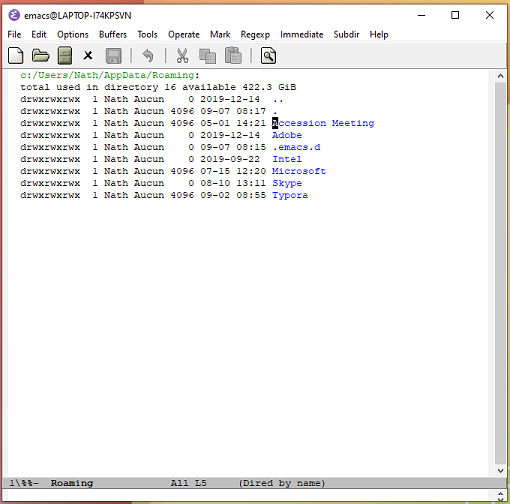 emacs@LAPTOP-I74KPSVN
File Edit Options Buffers Tools Operate Mark Regexp Immediate Subdir Help
c:/Users/Nath/AppData/Roaming:
total used in directory 16 available 422.3 GiB
drwxrwxrwx  1 Nath Aucun    0 2019-12-14  ..
drwxrwxrwx  1 Nath Aucun 4096 09-07 08:17 .
drwxrwxrwx  1 Nath Aucun 4096 05-01 14:21 Accession Meeting
drwxrwxrwx  1 Nath Aucun    0 2019-12-14  Adobe
drwxrwxrwx  1 Nath Aucun    0 09-07 08:15 .emacs.d
drwxrwxrwx  1 Nath Aucun    0 2019-09-22  Intel
drwxrwxrwx  1 Nath Aucun 4096 07-15 12:20 Microsoft
drwxrwxrwx  1 Nath Aucun    0 08-10 13:11 Skype
drwxrwxrwx  1 Nath Aucun 4096 09-02 08:55 Typora
1\%%-  Roaming             All L5     (Dired by name)